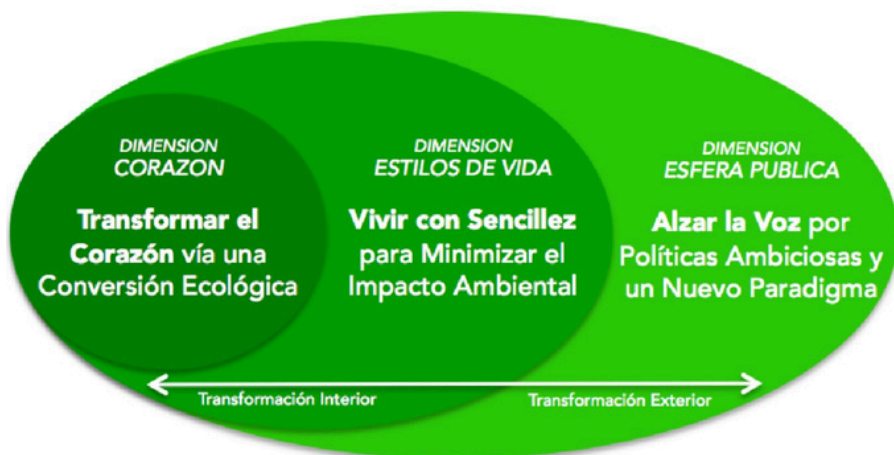 DIMENSION
CORAZON
Transformar el
Corazón vía una
Conversión Ecológica
DIMENSION
ESTILOS DE VIDA
Vivir con Sencillez
para Minimizar el
Impacto Ambiental
DIMENSION
ESFERA PUBLICA
Alzar la Voz por
Políticas Ambiciosas y
un Nuevo Paradigma
Transformación Interior
Transformación Exterior